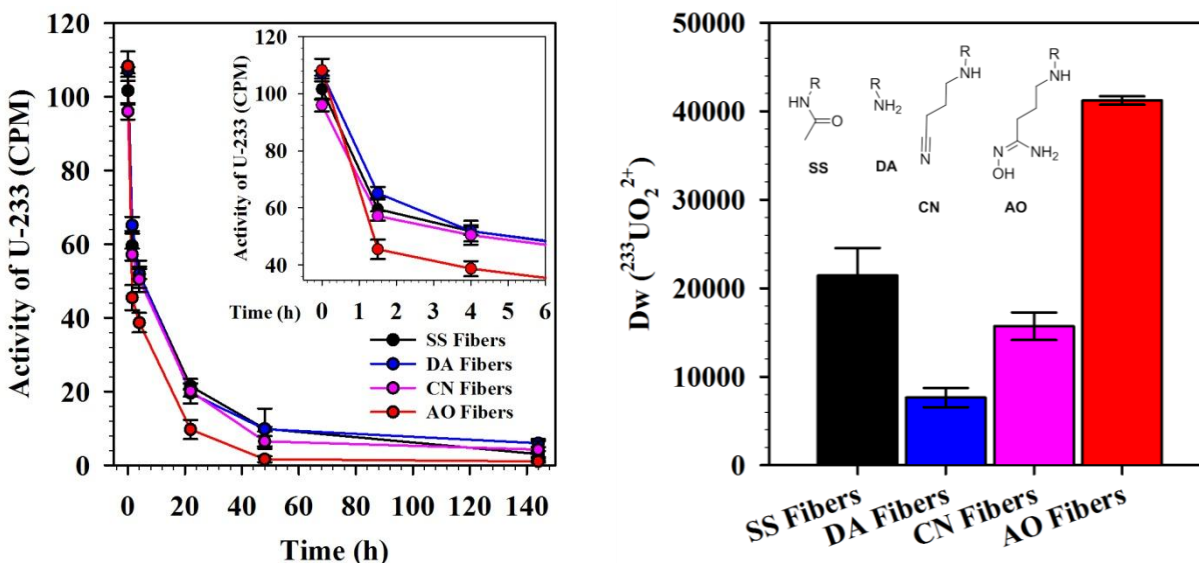 Activity of U-233 (CPM)
120
100
80
60
40
20
0
0 20 40 60 80 100 120 140
Time (h)
Activity of U-233 (CPM)
120
100
80
60
40
0 1 2 3 4 5 6
Time (h)
SS Fibers
DA Fibers
CN Fibers
AO Fibers
Dw (²³³UO₂²⁺)
50000
40000
30000
20000
10000
0
R
HN
O
SS
R
NH₂
DA
R
NH
N
CN
R
NH
N
OH
NH₂
AO
SS Fibers
DA Fibers
CN Fibers
AO Fibers